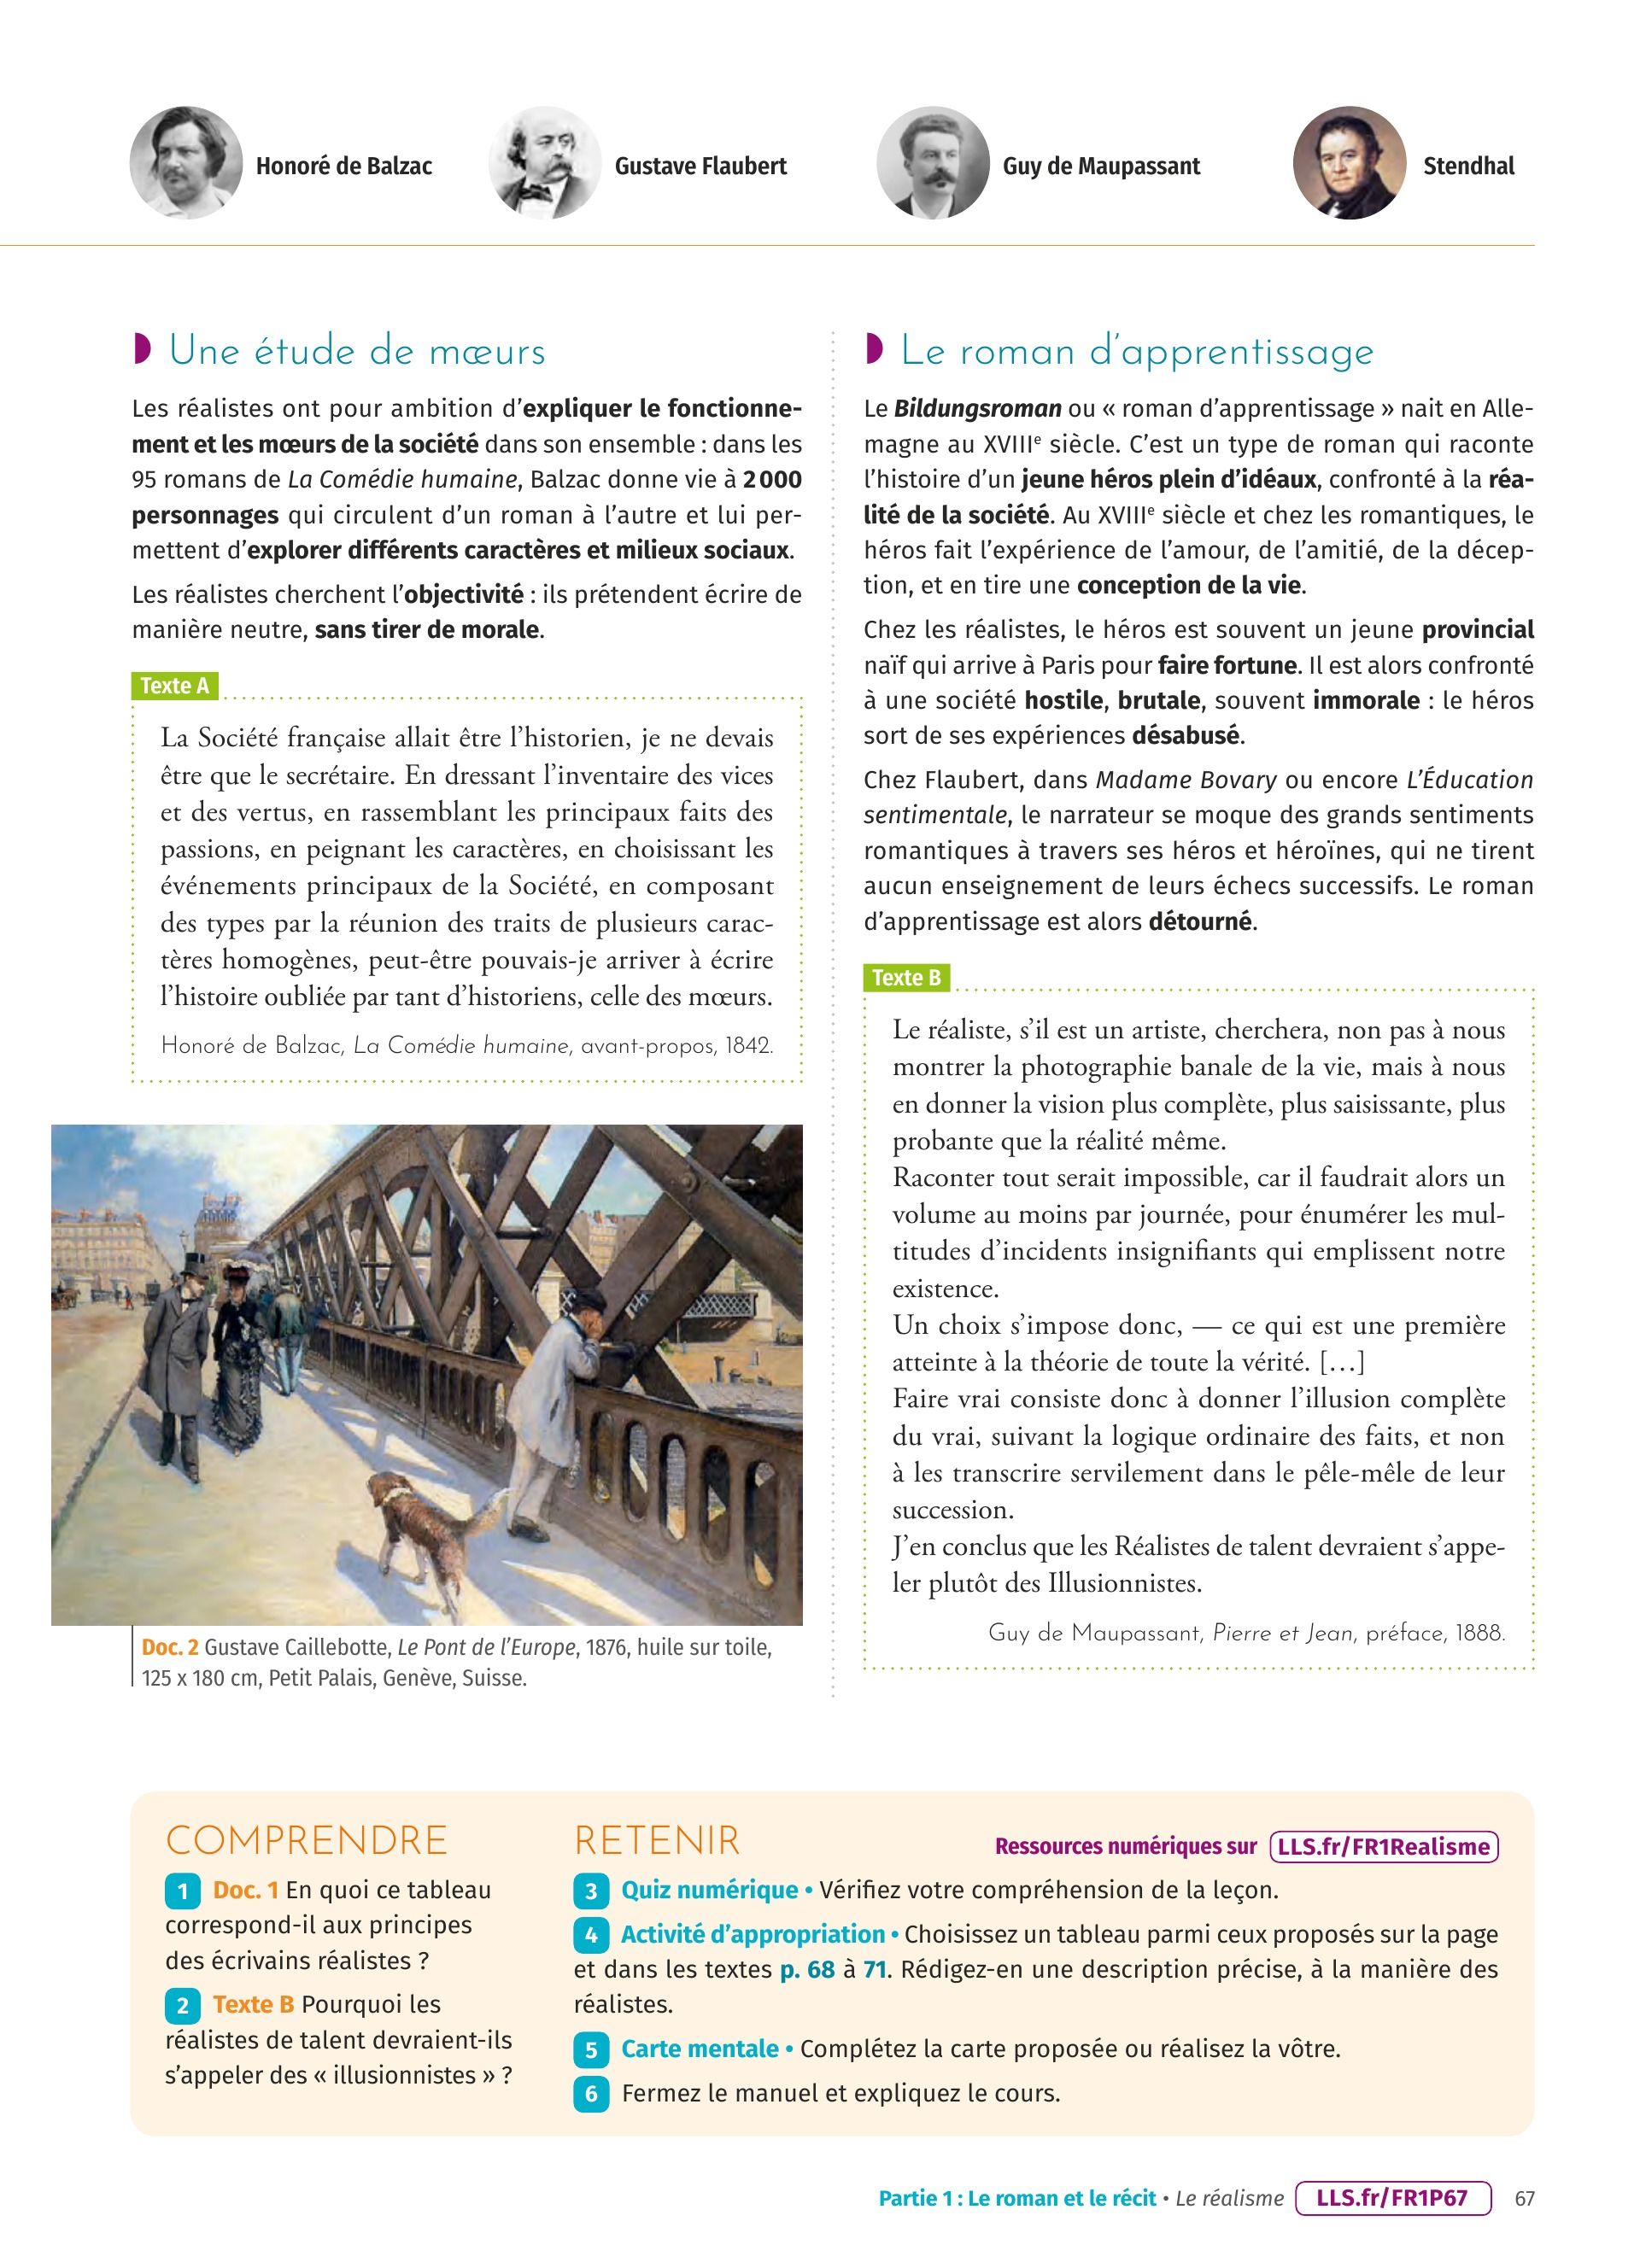 Honoré de Balzac
Gustave Flaubert
Guy de Maupassant
Stendhal
Une étude de mœurs
Les réalistes ont pour ambition d’expliquer le fonctionne-
ment et les mœurs de la société dans son ensemble : dans les
95 romans de La Comédie humaine, Balzac donne vie à 2 000
personnages qui circulent d’un roman à l’autre et lui per-
mettent d’explorer différents caractères et milieux sociaux.
Les réalistes cherchent l’objectivité : ils prétendent écrire de
manière neutre, sans tirer de morale.
Texte A
La Société française allait être l’historien, je ne devais
être que le secrétaire. En dressant l’inventaire des vices
et des vertus, en rassemblant les principaux faits des
passions, en peignant les caractères, en choisissant les
événements principaux de la Société, en composant
des types par la réunion des traits de plusieurs carac-
tères homogènes, peut-être pouvais-je arriver à écrire
l’histoire oubliée par tant d’historiens, celle des mœurs.
Honoré de Balzac, La Comédie humaine, avant-propos, 1842.
Doc. 2 Gustave Caillebotte, Le Pont de l’Europe, 1876, huile sur toile,
125 x 180 cm, Petit Palais, Genève, Suisse.
Le roman d’apprentissage
Le Bildungsroman ou « roman d’apprentissage » nait en Alle-
magne au XVIIIe siècle. C’est un type de roman qui raconte
l’histoire d’un jeune héros plein d’idéaux, confronté à la réa-
lité de la société. Au XVIIIe siècle et chez les romantiques, le
héros fait l’expérience de l’amour, de l’amitié, de la décep-
tion, et en tire une conception de la vie.
Chez les réalistes, le héros est souvent un jeune provincial
naïf qui arrive à Paris pour faire fortune. Il est alors confronté
à une société hostile, brutale, souvent immorale : le héros
sort de ses expériences désabusé.
Chez Flaubert, dans Madame Bovary ou encore L’Éducation
sentimentale, le narrateur se moque des grands sentiments
romantiques à travers ses héros et héroïnes, qui ne tirent
aucun enseignement de leurs échecs successifs. Le roman
d’apprentissage est alors détourné.
Texte B
Le réaliste, s’il est un artiste, cherchera, non pas à nous
montrer la photographie banale de la vie, mais à nous
en donner la vision plus complète, plus saisissante, plus
probante que la réalité même.
Raconter tout serait impossible, car il faudrait alors un
volume au moins par journée, pour énumérer les mul-
titudes d’incidents insignifiants qui emplissent notre
existence.
Un choix s’impose donc, — ce qui est une première
atteinte à la théorie de toute la vérité. […]
Faire vrai consiste donc à donner l’illusion complète
du vrai, suivant la logique ordinaire des faits, et non
à les transcrire servilement dans le pêle-mêle de leur
succession.
J’en conclus que les Réalistes de talent devraient s’appe-
ler plutôt des Illusionnistes.
Guy de Maupassant, Pierre et Jean, préface, 1888.
COMPRENDRE
1 Doc. 1 En quoi ce tableau
correspond-il aux principes
des écrivains réalistes ?
2 Texte B Pourquoi les
réalistes de talent devraient-ils
s’appeler des « illusionnistes » ?
RETENIR
Ressources numériques sur LLS.fr/FR1Realisme
3 Quiz numérique • Vérifiez votre compréhension de la leçon.
4 Activité d’appropriation • Choisissez un tableau parmi ceux proposés sur la page
et dans les textes p. 68 à 71. Rédigez-en une description précise, à la manière des
réalistes.
5 Carte mentale • Complétez la carte proposée ou réalisez la vôtre.
6 Fermez le manuel et expliquez le cours.
Partie 1 : Le roman et le récit • Le réalisme LLS.fr/FR1P67 67